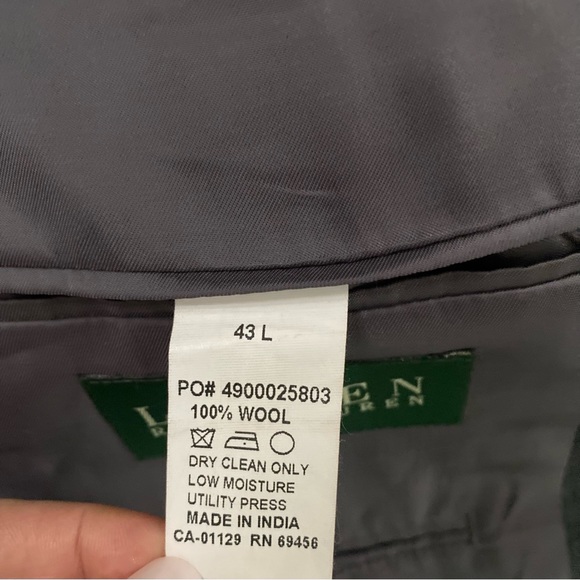 43 L
PO# 4900025803
100% WOOL
DRY CLEAN ONLY
LOW MOISTURE
UTILITY PRESS
MADE IN INDIA
CA-01129 RN 69456